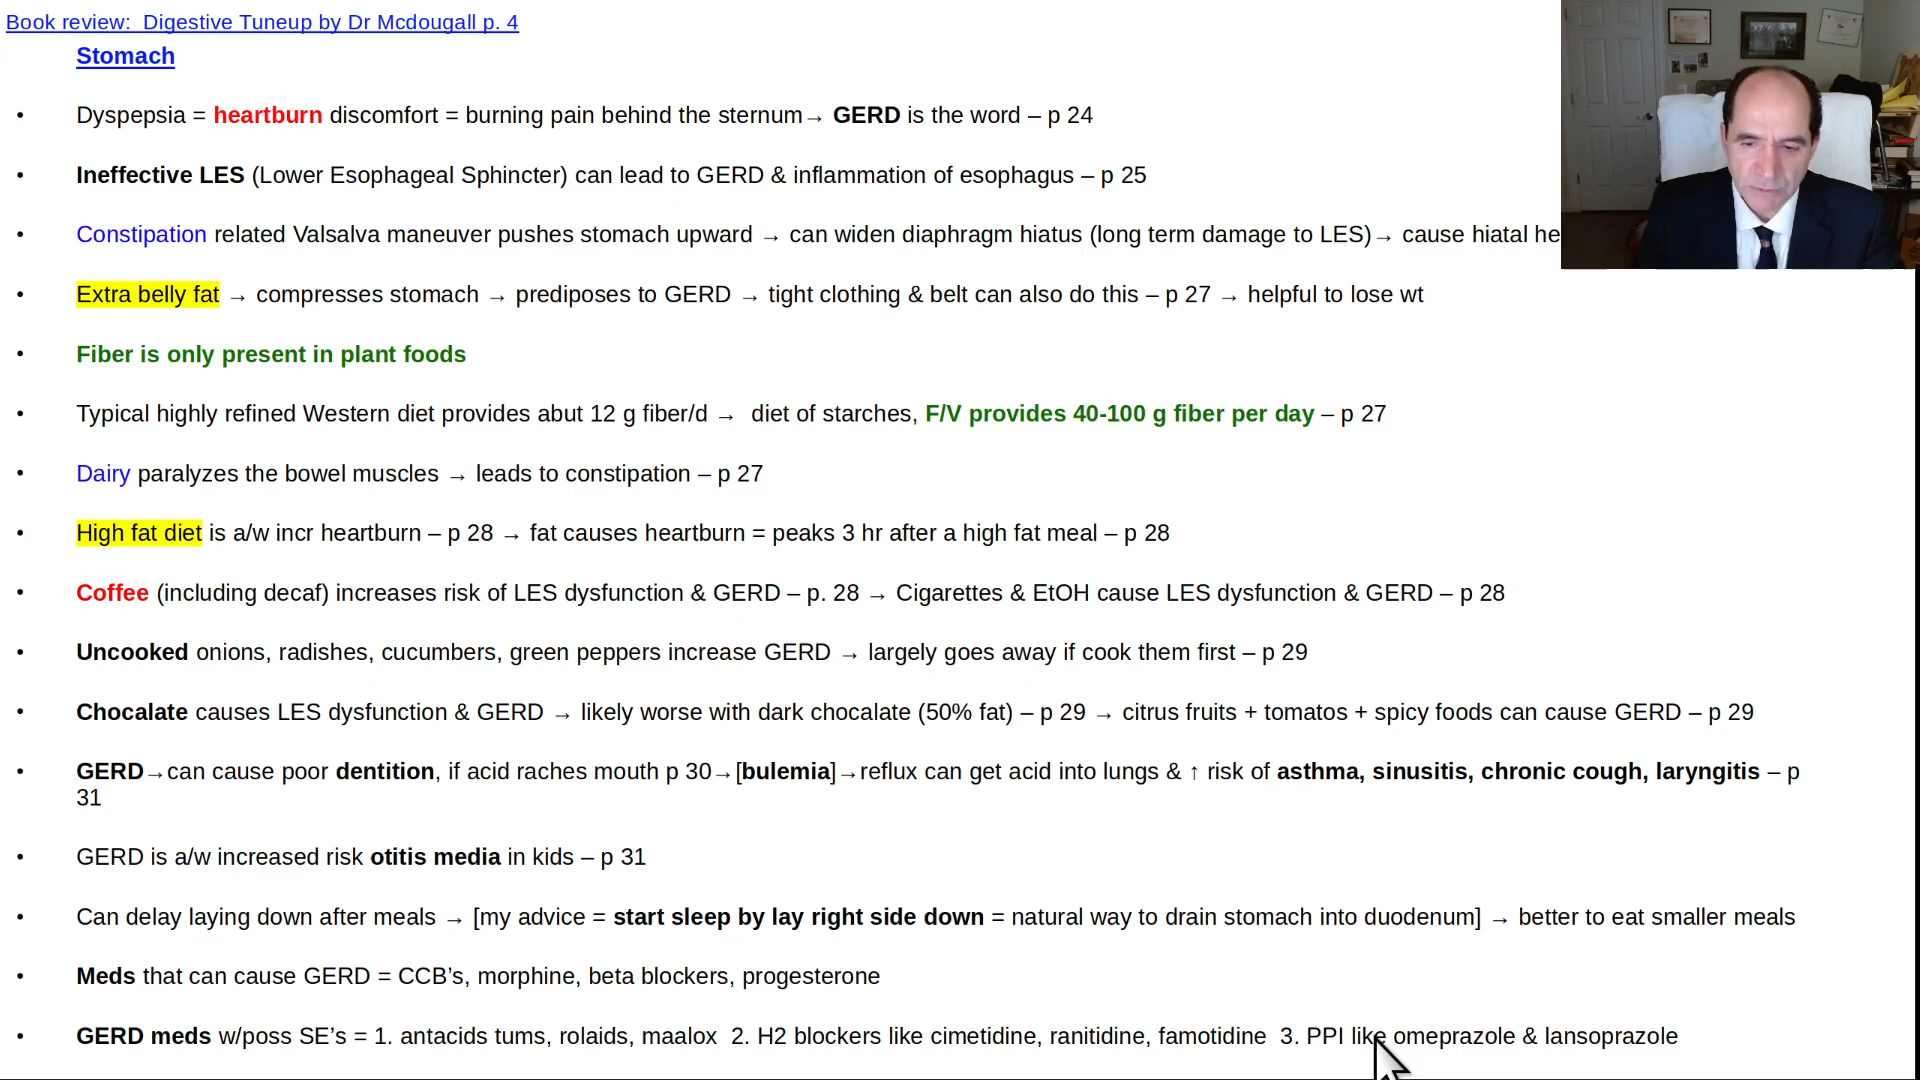 Book review:  Digestive Tuneup by Dr Mcdougall p. 4
Stomach
• Dyspepsia = heartburn discomfort = burning pain behind the sternum→ GERD is the word – p 24
• Ineffective LES (Lower Esophageal Sphincter) can lead to GERD & inflammation of esophagus – p 25
• Constipation related Valsalva maneuver pushes stomach upward → can widen diaphragm hiatus (long term damage to LES)→ cause hiatal he
• Extra belly fat → compresses stomach → prediposes to GERD → tight clothing & belt can also do this – p 27 → helpful to lose wt
• Fiber is only present in plant foods
• Typical highly refined Western diet provides abut 12 g fiber/d →  diet of starches, F/V provides 40-100 g fiber per day – p 27
• Dairy paralyzes the bowel muscles → leads to constipation – p 27
• High fat diet is a/w incr heartburn – p 28 → fat causes heartburn = peaks 3 hr after a high fat meal – p 28
• Coffee (including decaf) increases risk of LES dysfunction & GERD – p. 28 → Cigarettes & EtOH cause LES dysfunction & GERD – p 28
• Uncooked onions, radishes, cucumbers, green peppers increase GERD → largely goes away if cook them first – p 29
• Chocalate causes LES dysfunction & GERD → likely worse with dark chocolate (50% fat) – p 29 → citrus fruits + tomatos + spicy foods can cause GERD – p 29
• GERD→can cause poor dentition, if acid raches mouth p 30→[bulemia]→reflux can get acid into lungs & ↑ risk of asthma, sinusitis, chronic cough, laryngitis – p
31
• GERD is a/w increased risk otitis media in kids – p 31
• Can delay laying down after meals → [my advice = start sleep by lay right side down = natural way to drain stomach into duodenum] → better to eat smaller meals
• Meds that can cause GERD = CCB’s, morphine, beta blockers, progesterone
• GERD meds w/poss SE’s = 1. antacids tums, rolaids, maalox  2. H2 blockers like cimetidine, ranitidine, famotidine  3. PPI like omeprazole & lansoprazole